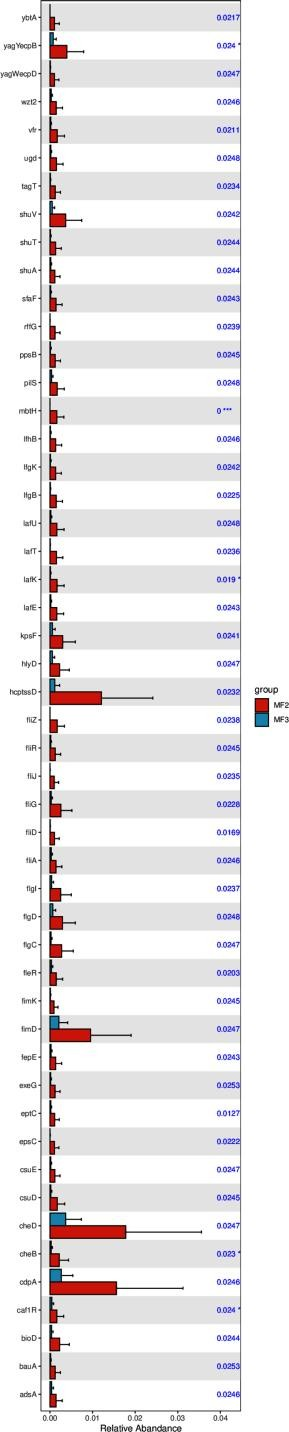 ybtA 0.0217
yagYecpB 0.024 *
yagWecpD 0.0247
wzt2 0.0246
vfr 0.0211
ugd 0.0248
tagT 0.0234
shuV 0.0242
shuT 0.0244
shuA 0.0244
sfaF 0.0243
rffG 0.0239
ppsB 0.0245
pilS 0.0248
mbtH 0 ***
lfhB 0.0246
lfgK 0.0242
lfgB 0.0225
lafU 0.0248
lafT 0.0236
lafK 0.019 *
lafE 0.0243
kpsF 0.0241
hlyD 0.0247
hcptssD 0.0232
fliZ 0.0238
fliR 0.0245
fliJ 0.0235
fliG 0.0228
fliD 0.0169
fliA 0.0246
flgI 0.0237
flgD 0.0248
flgC 0.0247
fleR 0.0203
fimK 0.0245
fimD 0.0247
fepE 0.0243
exeG 0.0253
eptC 0.0127
epsC 0.0222
csuE 0.0247
csuD 0.0245
cheD 0.0247
cheB 0.023 *
cdpA 0.0246
caf1R 0.024 *
bioD 0.0244
bauA 0.0253
adsA 0.0246
0.00 0.01 0.02 0.03 0.04
Relative Abandance
group
MF2
MF3